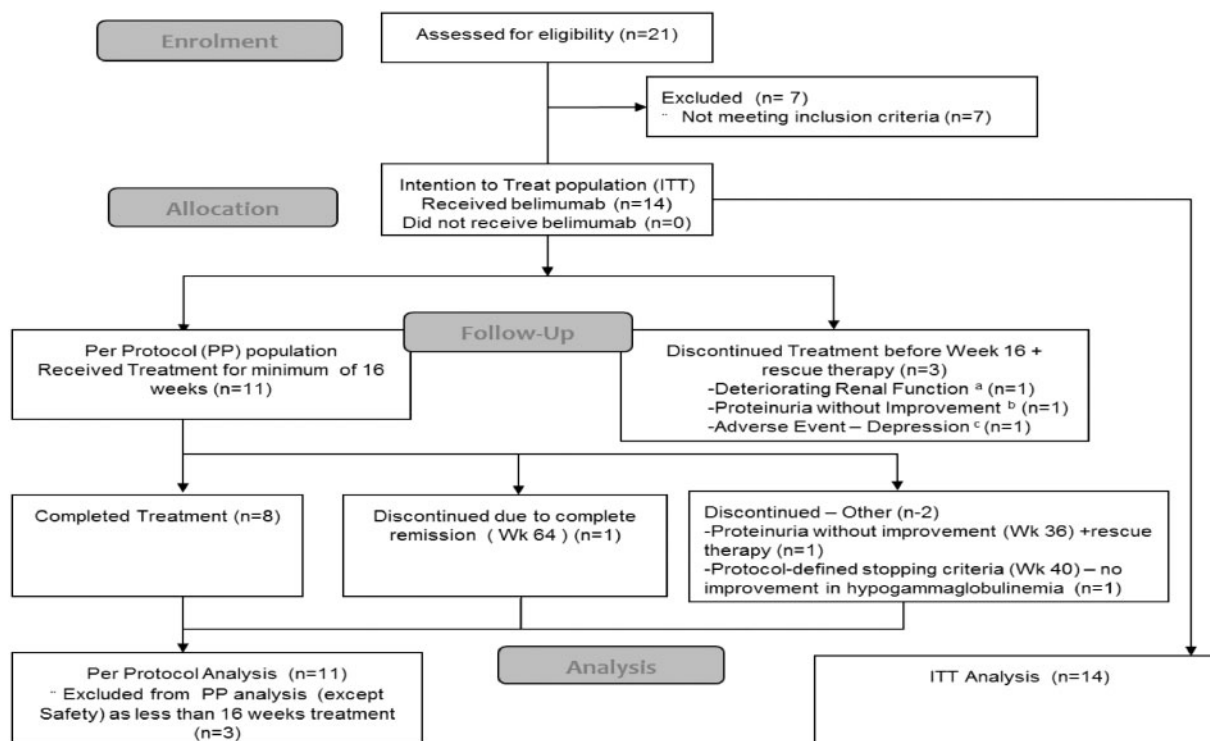 Enrolment
Assessed for eligibility (n=21)
Excluded (n= 7)
¨ Not meeting inclusion criteria (n=7)
Allocation
Intention to Treat population (ITT)
Received belimumab (n=14)
Did not receive belimumab (n=0)
Follow-Up
Per Protocol (PP) population
Received Treatment for minimum of 16
weeks (n=11)
Discontinued Treatment before Week 16 +
rescue therapy (n=3)
-Deteriorating Renal Function a (n=1)
-Proteinuria without Improvement b (n=1)
-Adverse Event – Depression c (n=1)
Completed Treatment (n=8)
Discontinued due to complete
remission ( Wk 64 ) (n=1)
Discontinued – Other (n-2)
-Proteinuria without improvement (Wk 36) +rescue
therapy (n=1)
-Protocol-defined stopping criteria (Wk 40) – no
improvement in hypogammaglobulinemia (n=1)
Analysis
Per Protocol Analysis (n=11)
¨ Excluded from PP analysis (except
Safety) as less than 16 weeks treatment
(n=3)
ITT Analysis (n=14)